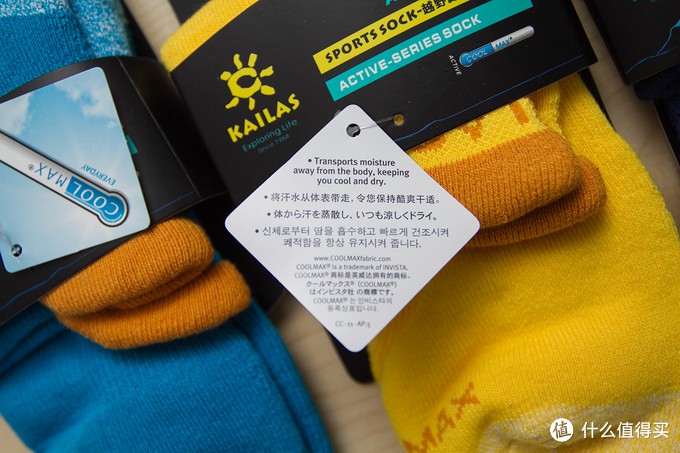 SPORTS SOCK-越野
ACTIVE-SERIES SOCK
ACTIVE
COOLMAX®
KAILAS
Exploring Life
Since 1968
COOLMAX®
EVERYDAY
• Transports moisture
away from the body, keeping
you cool and dry.
• 将汗水从体表带走，令您保持酷爽干适。
• 体から汗を蒸散し、いつも涼しくドライ。
• 신체로부터 땀을 흡수하고 빠르게 건조시켜
쾌적함을 항상 유지시켜 줍니다.
www.COOLMAXfabric.com
COOLMAX® is a trademark of INVISTA.
COOLMAX® 商标是英威达拥有的商标。
クールマックス® (COOLMAX®)
はインビスタ社 の商標です。
COOLMAX® 는 인비스타의
등록상표입니다.
CC-11-AP-5
MAX
值 什么值得买